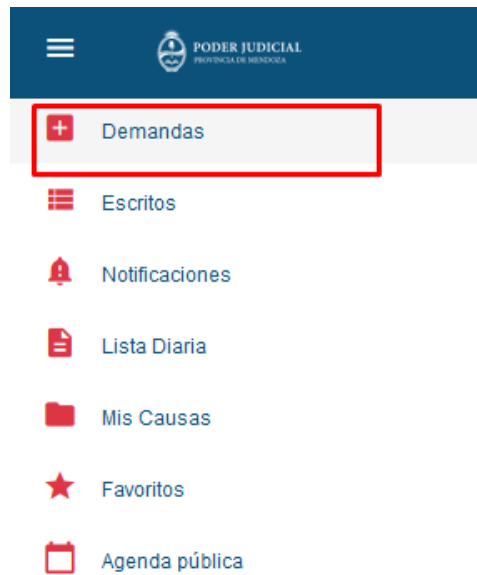 PODER JUDICIAL
PROVINCIA DE MENDOZA
Demandas
Escritos
Notificaciones
Lista Diaria
Mis Causas
Favoritos
Agenda pública